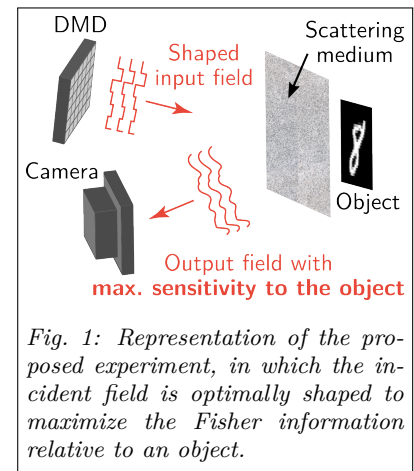 DMD
Shaped
input field
Scattering
medium
Camera
Object
Output field with
max. sensitivity to the object
Fig. 1: Representation of the pro-
posed experiment, in which the in-
cident field is optimally shaped to
maximize the Fisher information
relative to an object.